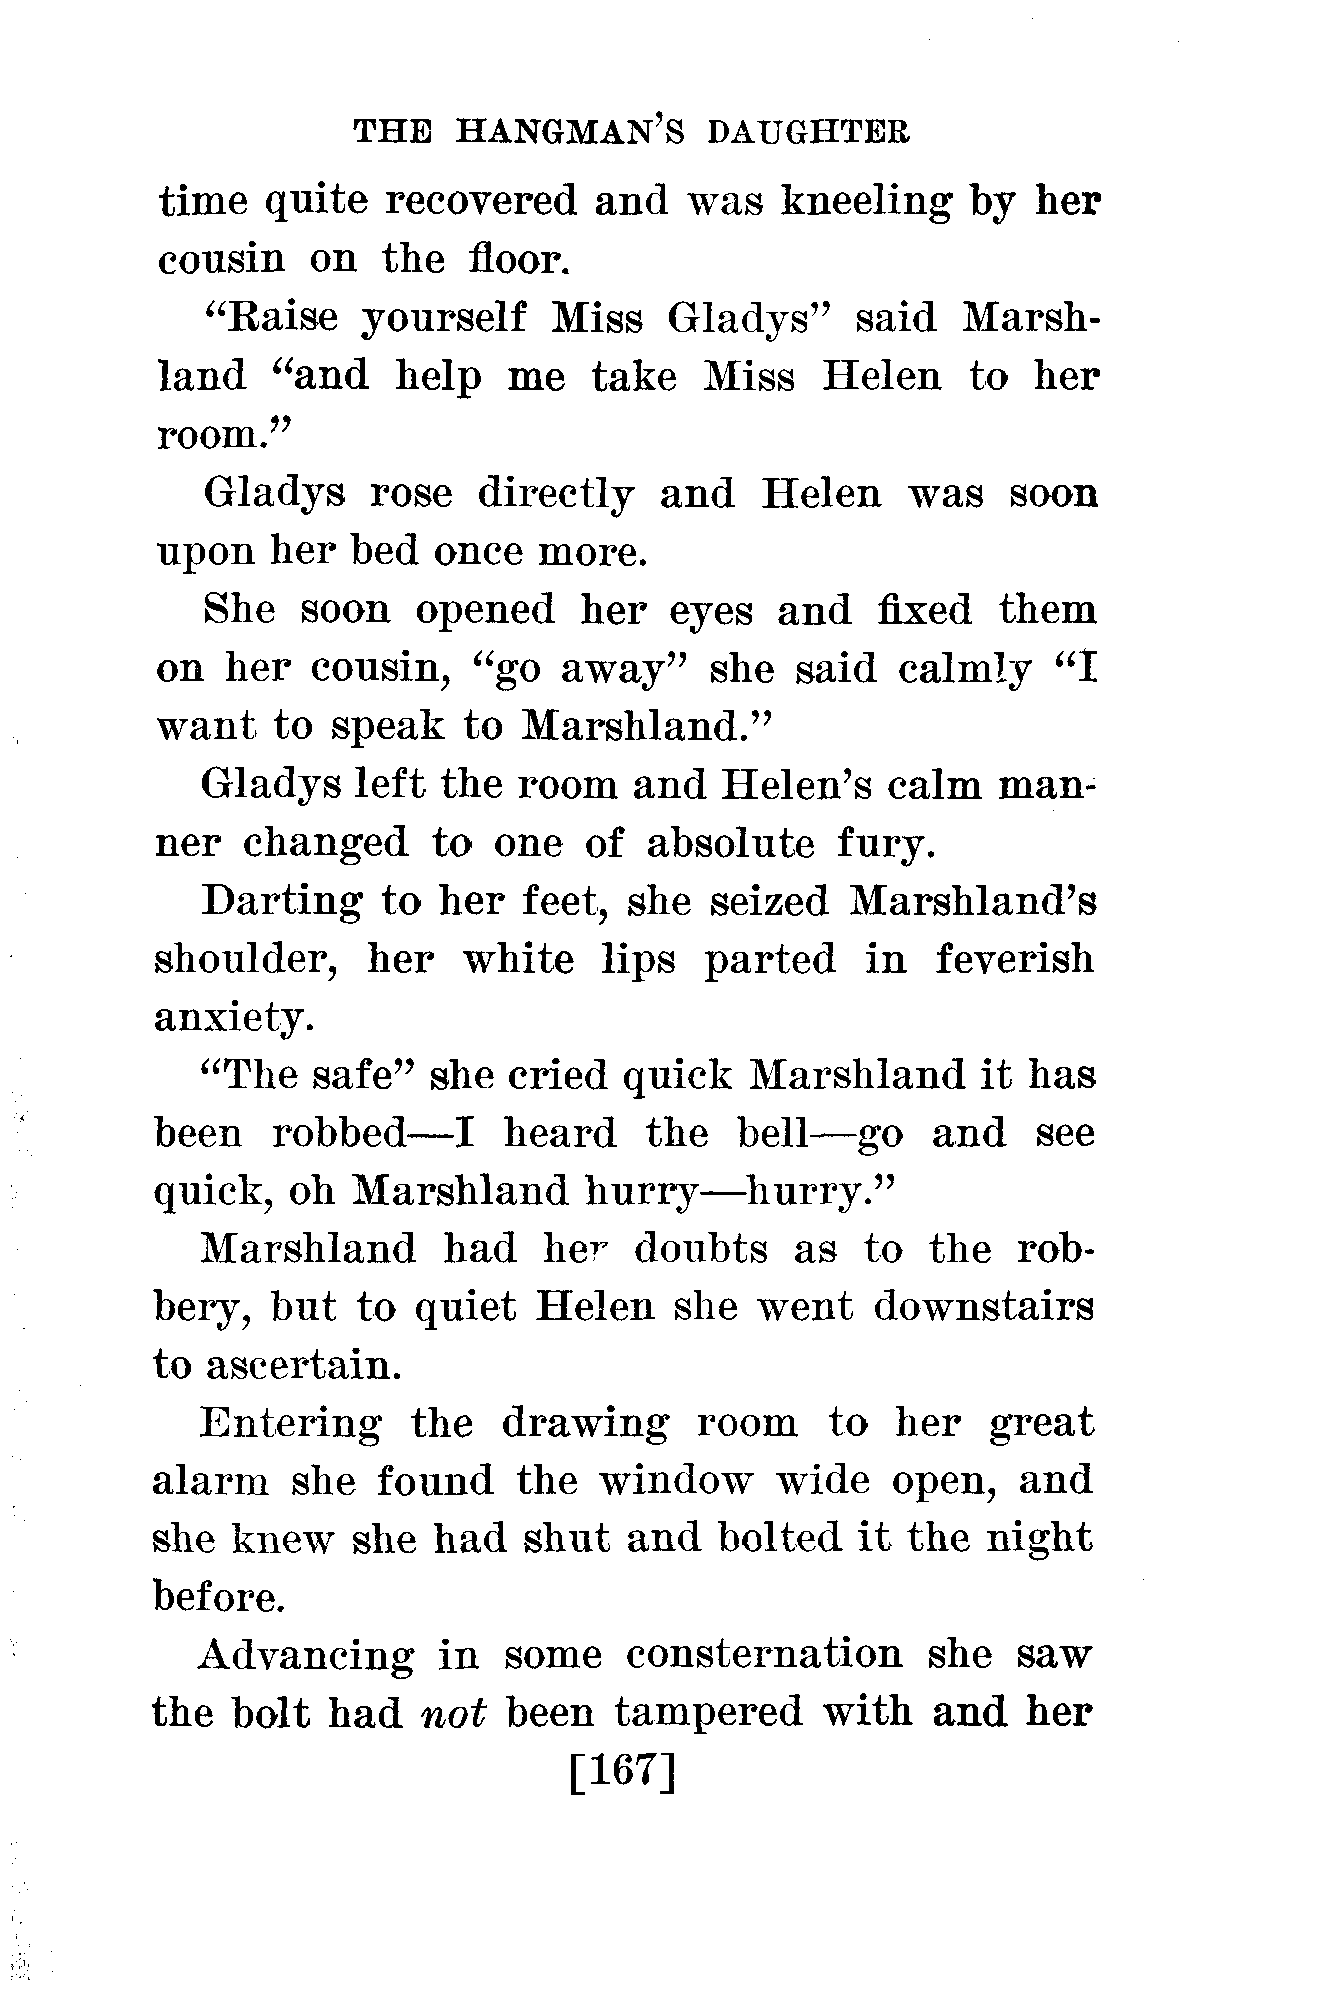 THE HANGMAN'S DAUGHTER
time quite recovered and was kneeling by her
cousin on the floor.
"Raise yourself Miss Gladys" said Marsh-
land "and help me take Miss Helen to her
room."
Gladys rose directly and Helen was soon
upon her bed once more.
She soon opened her eyes and fixed them
on her cousin, "go away" she said calmly "I
want to speak to Marshland."
Gladys left the room and Helen's calm man-
ner changed to one of absolute fury.
Darting to her feet, she seized Marshland's
shoulder, her white lips parted in feverish
anxiety.
"The safe" she cried quick Marshland it has
been robbed—I heard the bell—go and see
quick, oh Marshland hurry—hurry."
Marshland had her doubts as to the rob-
bery, but to quiet Helen she went downstairs
to ascertain.
Entering the drawing room to her great
alarm she found the window wide open, and
she knew she had shut and bolted it the night
before.
Advancing in some consternation she saw
the bolt had not been tampered with and her
[167]